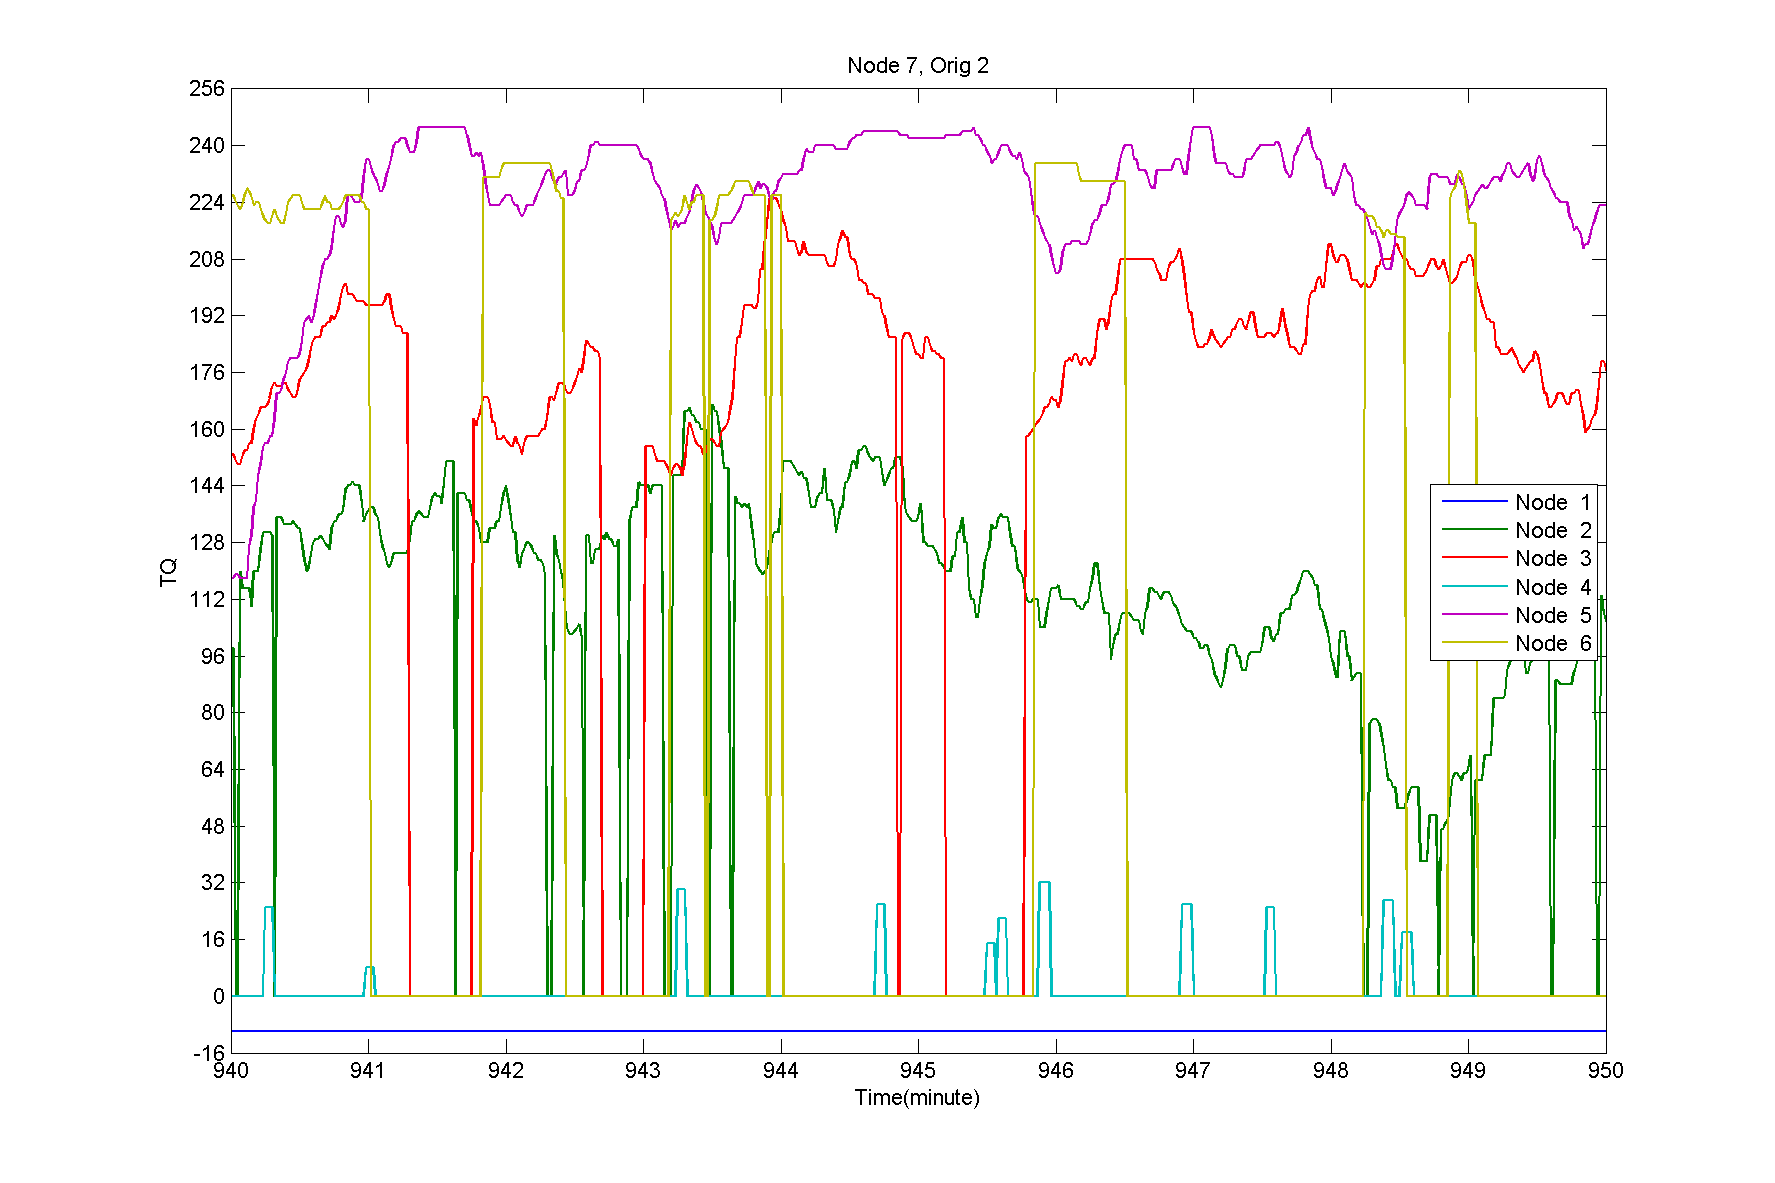 Node 7, Orig 2
256
240
224
208
192
176
160
144
128
112
96
80
64
48
32
16
0
-16
TQ
Node 1
Node 2
Node 3
Node 4
Node 5
Node 6
940 941 942 943 944 945 946 947 948 949 950
Time(minute)